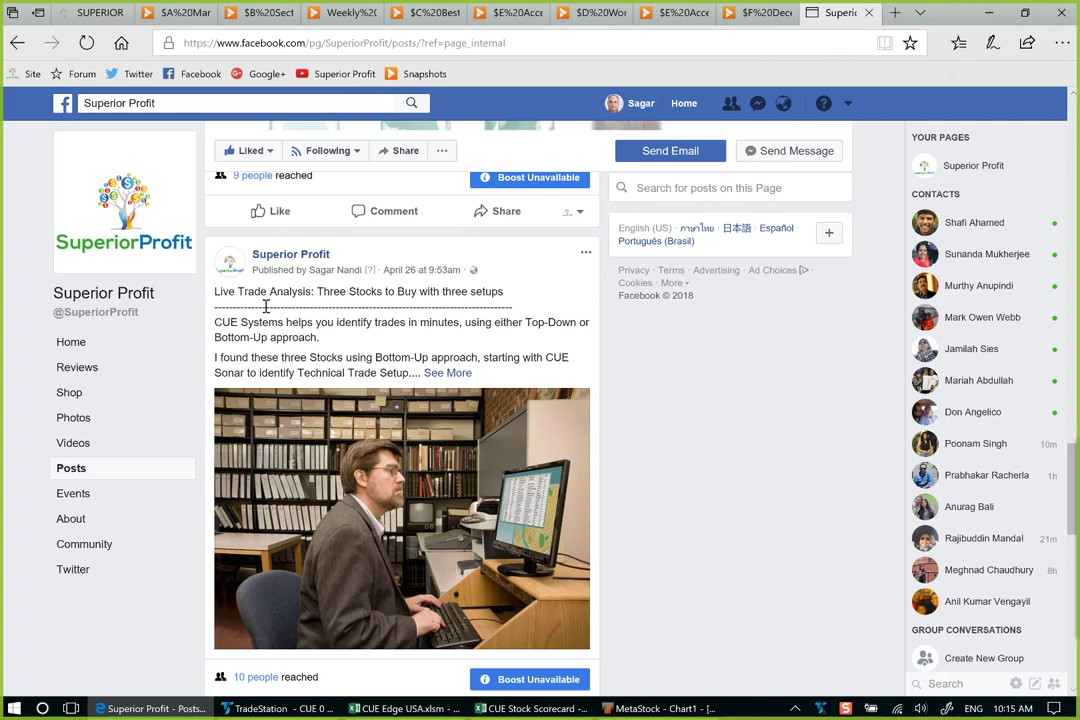 SUPERIOR
$A%20Mar
$B%20Sect
Weekly%20
$C%20Best
$E%20Acce
$D%20Wor
$E%20Acce
$F%20Dece
Superio
https://www.facebook.com/pg/SuperiorProfit/posts/?ref=page_internal
Site
Forum
Twitter
Facebook
Google+
Superior Profit
Snapshots
Superior Profit
Sagar
Home
Liked
Following
Share
Send Email
Send Message
9 people reached
Boost Unavailable
Like
Comment
Share
Search for posts on this Page
English (US) · ภาษาไทย · 日本語 · Español ·
Português (Brasil)
Privacy · Terms · Advertising · Ad Choices
Cookies · More
Facebook © 2018
SuperiorProfit
Superior Profit
@SuperiorProfit
Home
Reviews
Shop
Photos
Videos
Posts
Events
About
Community
Twitter
Superior Profit
Published by Sagar Nandi [?] · April 26 at 9:53am ·
Live Trade Analysis: Three Stocks to Buy with three setups
CUE Systems helps you identify trades in minutes, using either Top-Down or
Bottom-Up approach.
I found these three Stocks using Bottom-Up approach, starting with CUE
Sonar to identify Technical Trade Setup.... See More
10 people reached
Boost Unavailable
YOUR PAGES
Superior Profit
CONTACTS
Shafi Ahamed
Sunanda Mukherjee
Murthy Anupindi
Mark Owen Webb
Jamilah Sies
Mariah Abdullah
Don Angelico
Poonam Singh 10m
Prabhakar Racherla 1h
Anurag Bali
Rajibuddin Mandal 21m
Meghnad Chaudhury 8h
Anil Kumar Vengayil
GROUP CONVERSATIONS
Create New Group
Search
Superior Profit - Posts...
TradeStation - CUE 0 ...
CUE Edge USA.xlsm - ...
CUE Stock Scorecard - ...
MetaStock - Chart1 - [...
ENG
10:15 AM